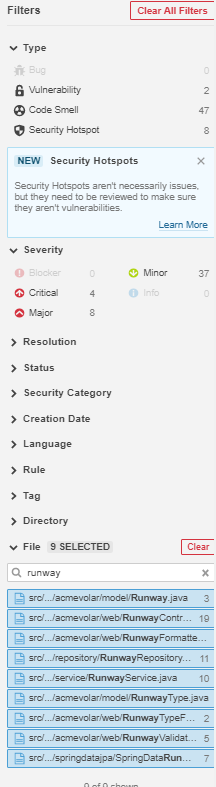 Filters
Clear All Filters
Type
Bug 0
Vulnerability 2
Code Smell 47
Security Hotspot 8
NEW Security Hotspots
Security Hotspots aren't necessarily issues,
but they need to be reviewed to make sure
they aren't vulnerabilities.
Learn More
Severity
Blocker 0 Minor 37
Critical 4 Info 0
Major 8
Resolution
Status
Security Category
Creation Date
Language
Rule
Tag
Directory
File 9 SELECTED Clear
runway
src/.../acmevolar/model/Runway.java 3
src/.../acmevolar/web/RunwayContr... 19
src/.../acmevolar/web/RunwayFormatte...
src/.../repository/RunwayRepository... 11
src/.../service/RunwayService.java 10
src/.../acmevolar/model/RunwayType.java
src/.../acmevolar/web/RunwayTypeF... 2
src/.../acmevolar/web/RunwayValidat... 5
src/.../springdatajpa/SpringDataRun... 7
9 of 9 shown